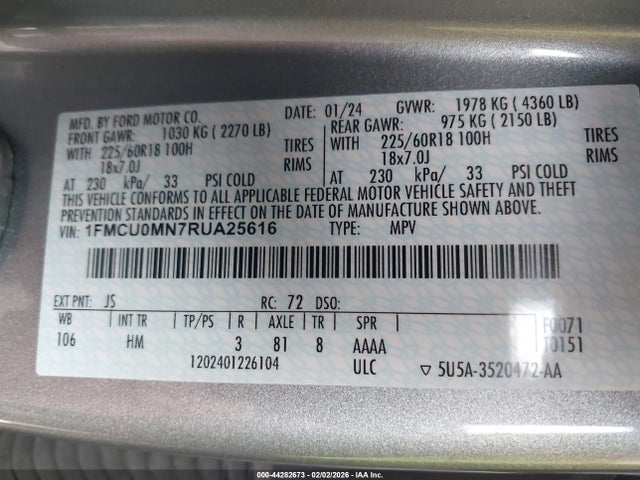 MFD. BY FORD MOTOR CO. DATE: 01/24 GVWR: 1978 KG ( 4360 LB)
FRONT GAWR: 1030 KG ( 2270 LB) REAR GAWR: 975 KG ( 2150 LB)
WITH 225/60R18 100H TIRES WITH 225/60R18 100H TIRES
18x7.0J RIMS 18x7.0J RIMS
AT 230 kPa/ 33 PSI COLD AT 230 kPa/ 33 PSI COLD
THIS VEHICLE CONFORMS TO ALL APPLICABLE FEDERAL MOTOR VEHICLE SAFETY AND THEFT
PREVENTION STANDARDS IN EFFECT ON THE DATE OF MANUFACTURE SHOWN ABOVE.
VIN: 1FMCU0MN7RUA25616 TYPE: MPV
EXT PNT: JS RC: 72 DSO:
WB INT TR TP/PS R AXLE TR SPR F0071
106 HM 3 81 8 AAAA T0151
1202401226104 ULC ▽ 5U5A-3520472-AA
000-44282673 - 02/02/2026 - IAA Inc.